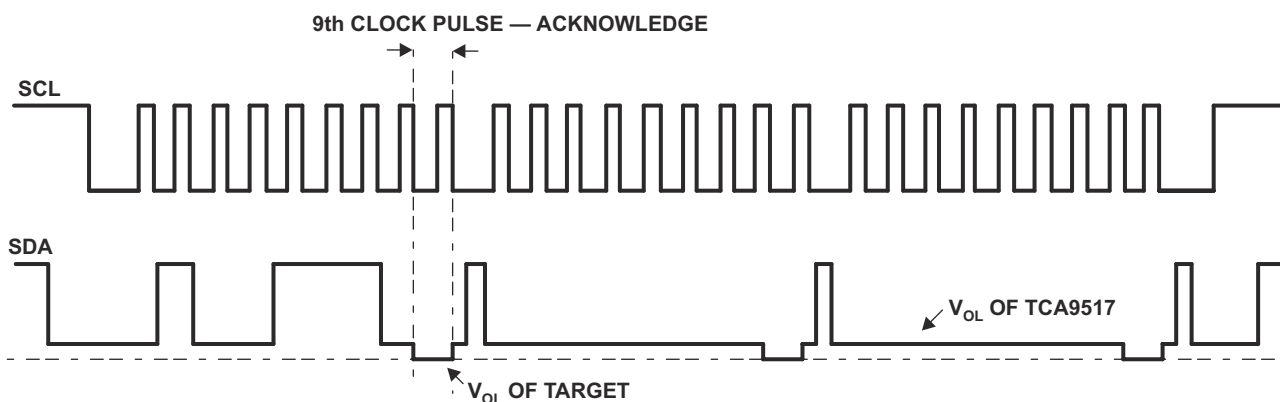 9th CLOCK PULSE — ACKNOWLEDGE
SCL
SDA
VOL OF TCA9517
VOL OF TARGET